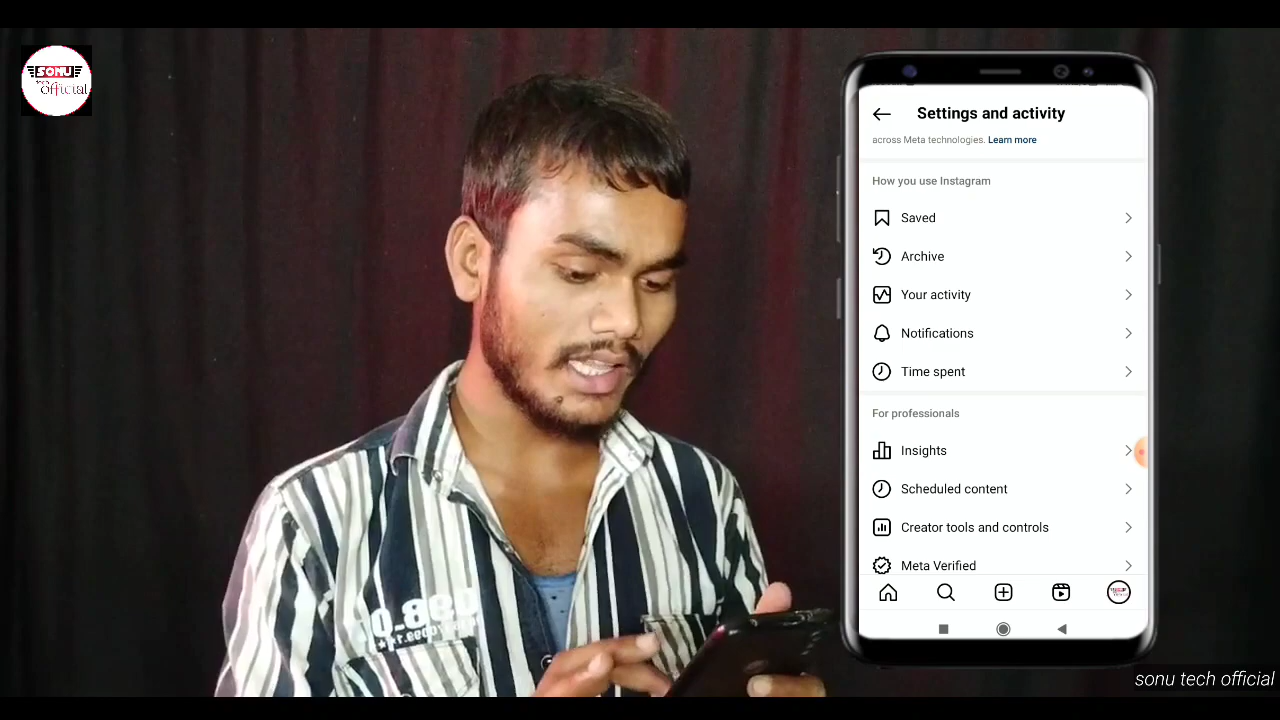 SONU
official
Settings and activity
across Meta technologies. Learn more
How you use Instagram
Saved
Archive
Your activity
Notifications
Time spent
For professionals
Insights
Scheduled content
Creator tools and controls
Meta Verified
sonu tech official